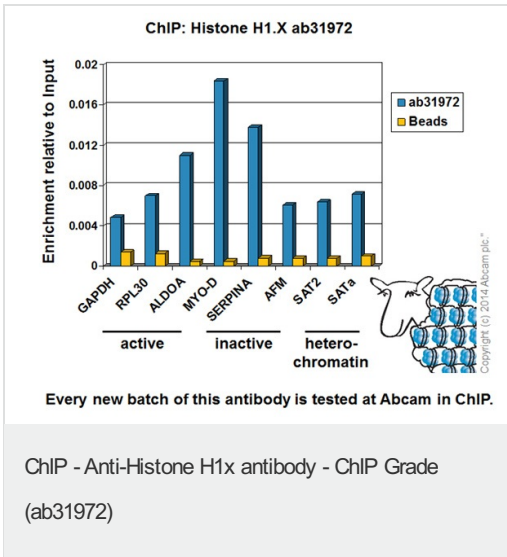 ChIP: Histone H1.X ab31972
Enrichment relative to Input
0.02
0.016
0.012
0.008
0.004
0
ab31972
Beads
GAPDH
RPL30
ALDOA
MYO-D
SERPINA
AFM
SAT2
SATa
active
inactive
hetero-
chromatin
Copyright (c) 2014 Abcam plc."
Every new batch of this antibody is tested at Abcam in ChIP.
ChIP - Anti-Histone H1x antibody - ChIP Grade
(ab31972)